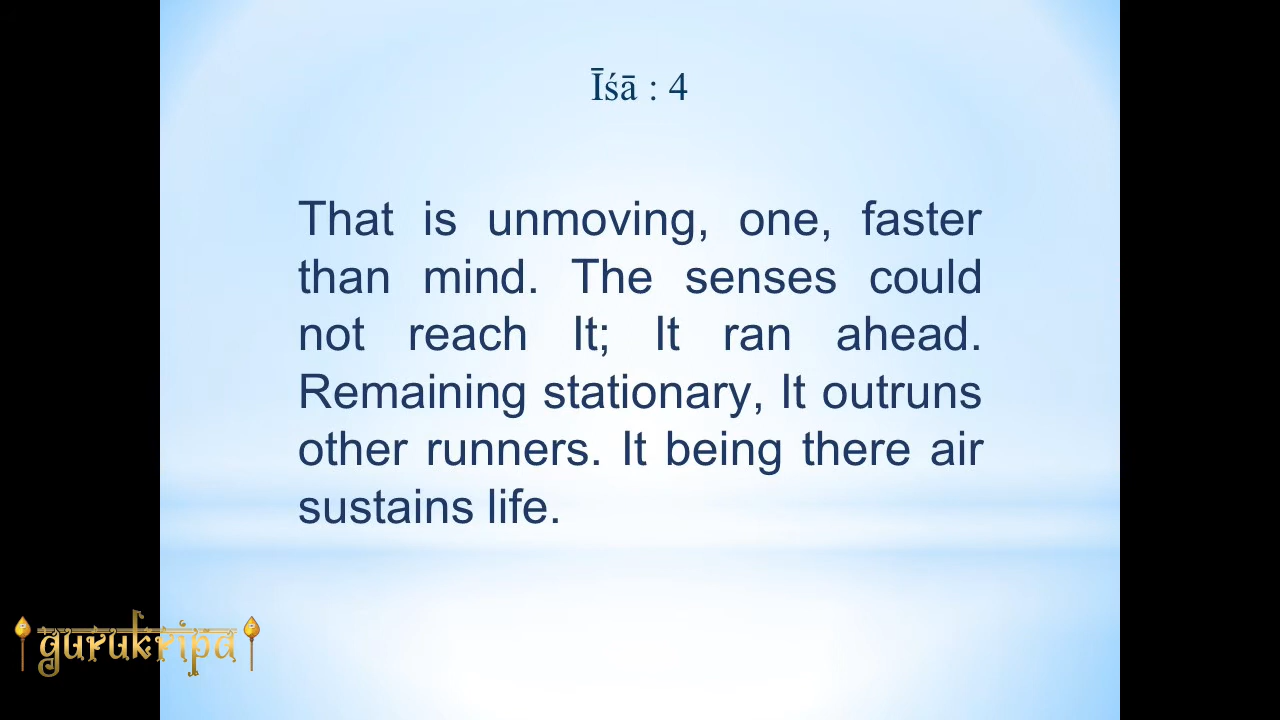 Īśā : 4
That is unmoving, one, faster
than mind. The senses could
not reach It; It ran ahead.
Remaining stationary, It outruns
other runners. It being there air
sustains life.
gurukripa